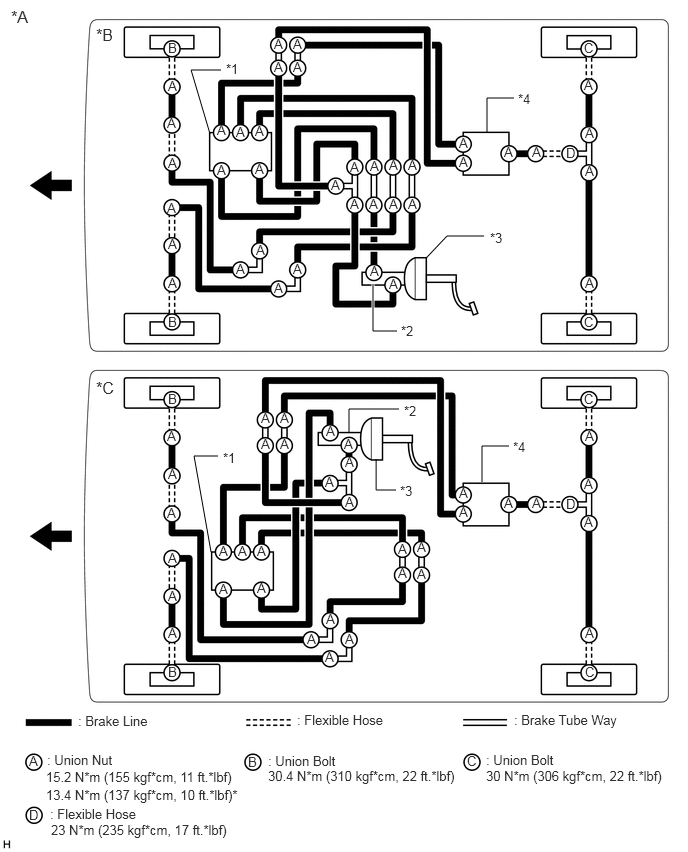 *A
*B
B
C
*1
A A
A A
A
A
*4
A
A A A
A
A
A A D
A
A
A A A A A
A
A A
A
A
A A A A
A
A
*3
A
A
A
A
A
A
A
*2
B
C
*C
B
C
*2
A A
A
A
A
A A
*1
*4
A
A
A
A
A
A
A
A
A A D
A
A
A A A
A A
A
A A
A A
A
A
A
A
A
A
A
B
C
: Brake Line
: Flexible Hose
: Brake Tube Way
A : Union Nut
15.2 N*m (155 kgf*cm, 11 ft.*lbf)
13.4 N*m (137 kgf*cm, 10 ft.*lbf)*
B : Union Bolt
30.4 N*m (310 kgf*cm, 22 ft.*lbf)
C : Union Bolt
30 N*m (306 kgf*cm, 22 ft.*lbf)
D : Flexible Hose
23 N*m (235 kgf*cm, 17 ft.*lbf)
H
*3